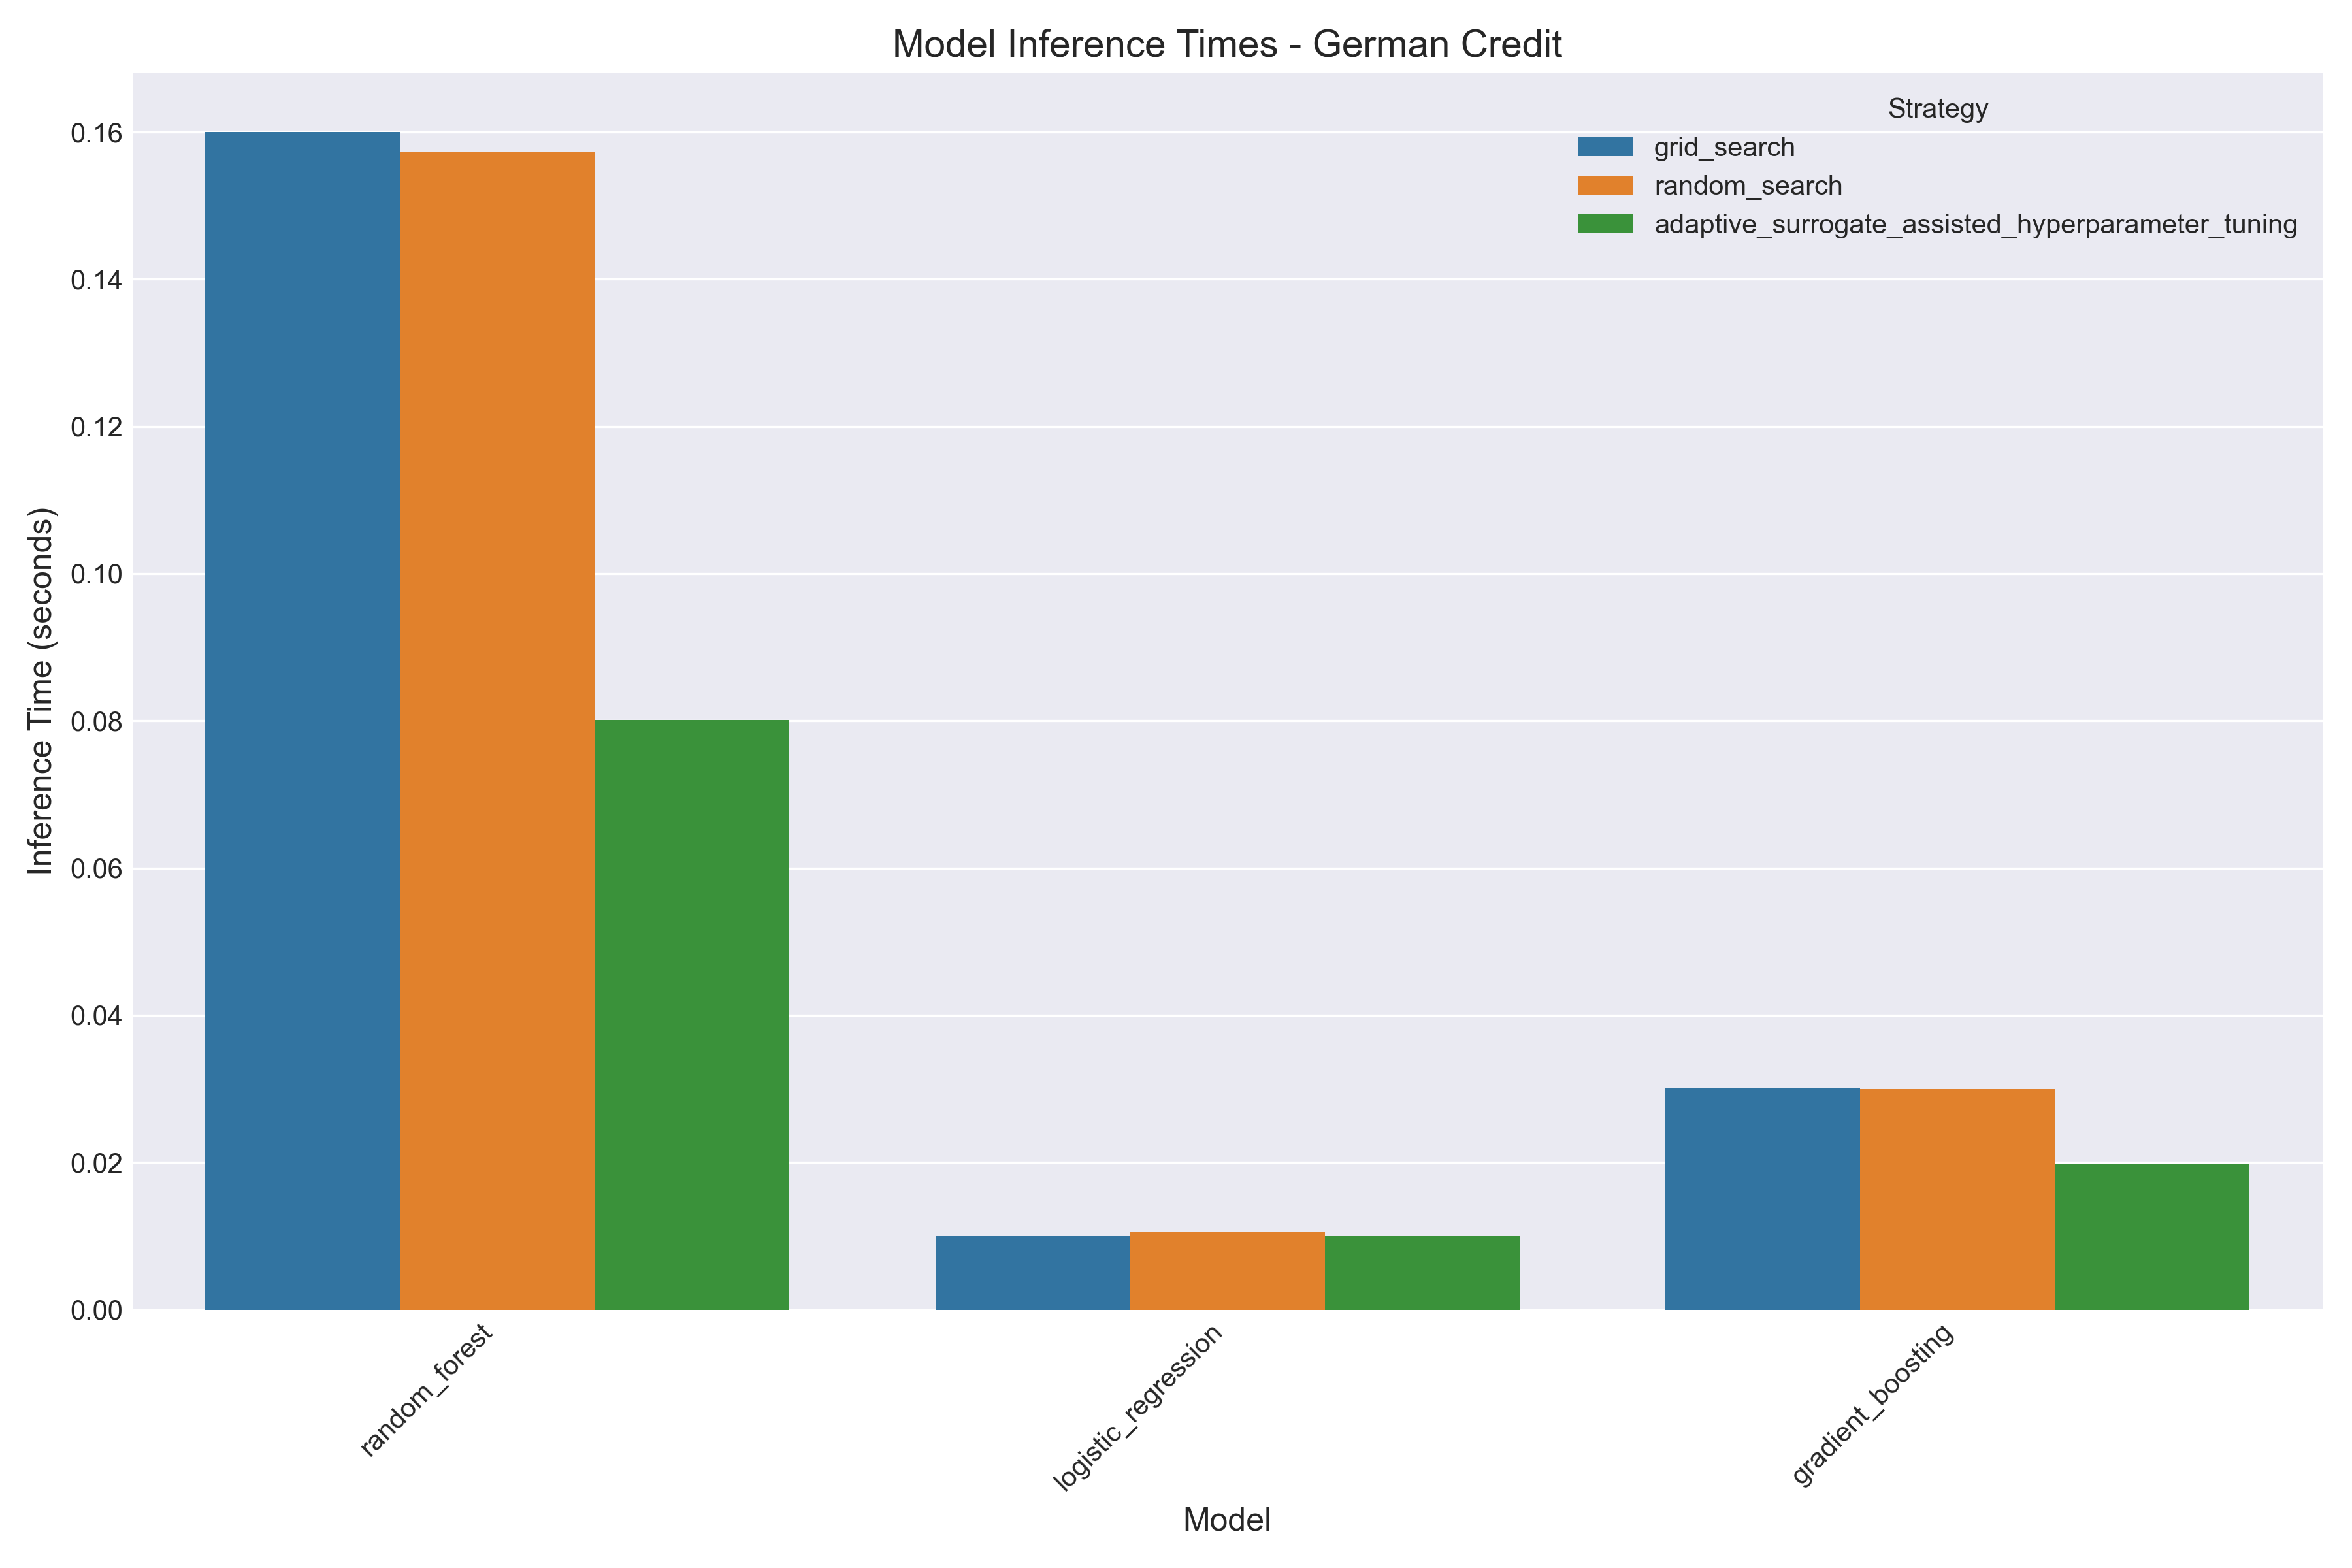 Model Inference Times - German Credit
Strategy
grid_search
random_search
adaptive_surrogate_assisted_hyperparameter_tuning
Inference Time (seconds)
0.16
0.14
0.12
0.10
0.08
0.06
0.04
0.02
0.00
random_forest
logistic_regression
gradient_boosting
Model